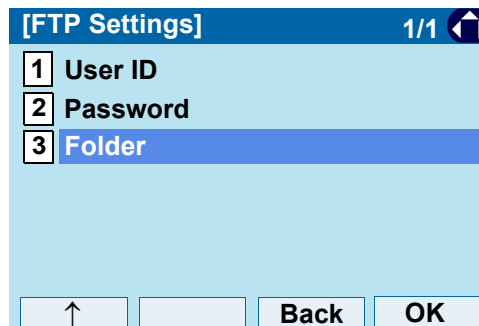 [FTP Settings] 1/1
1 User ID
2 Password
3 Folder
↑ Back OK